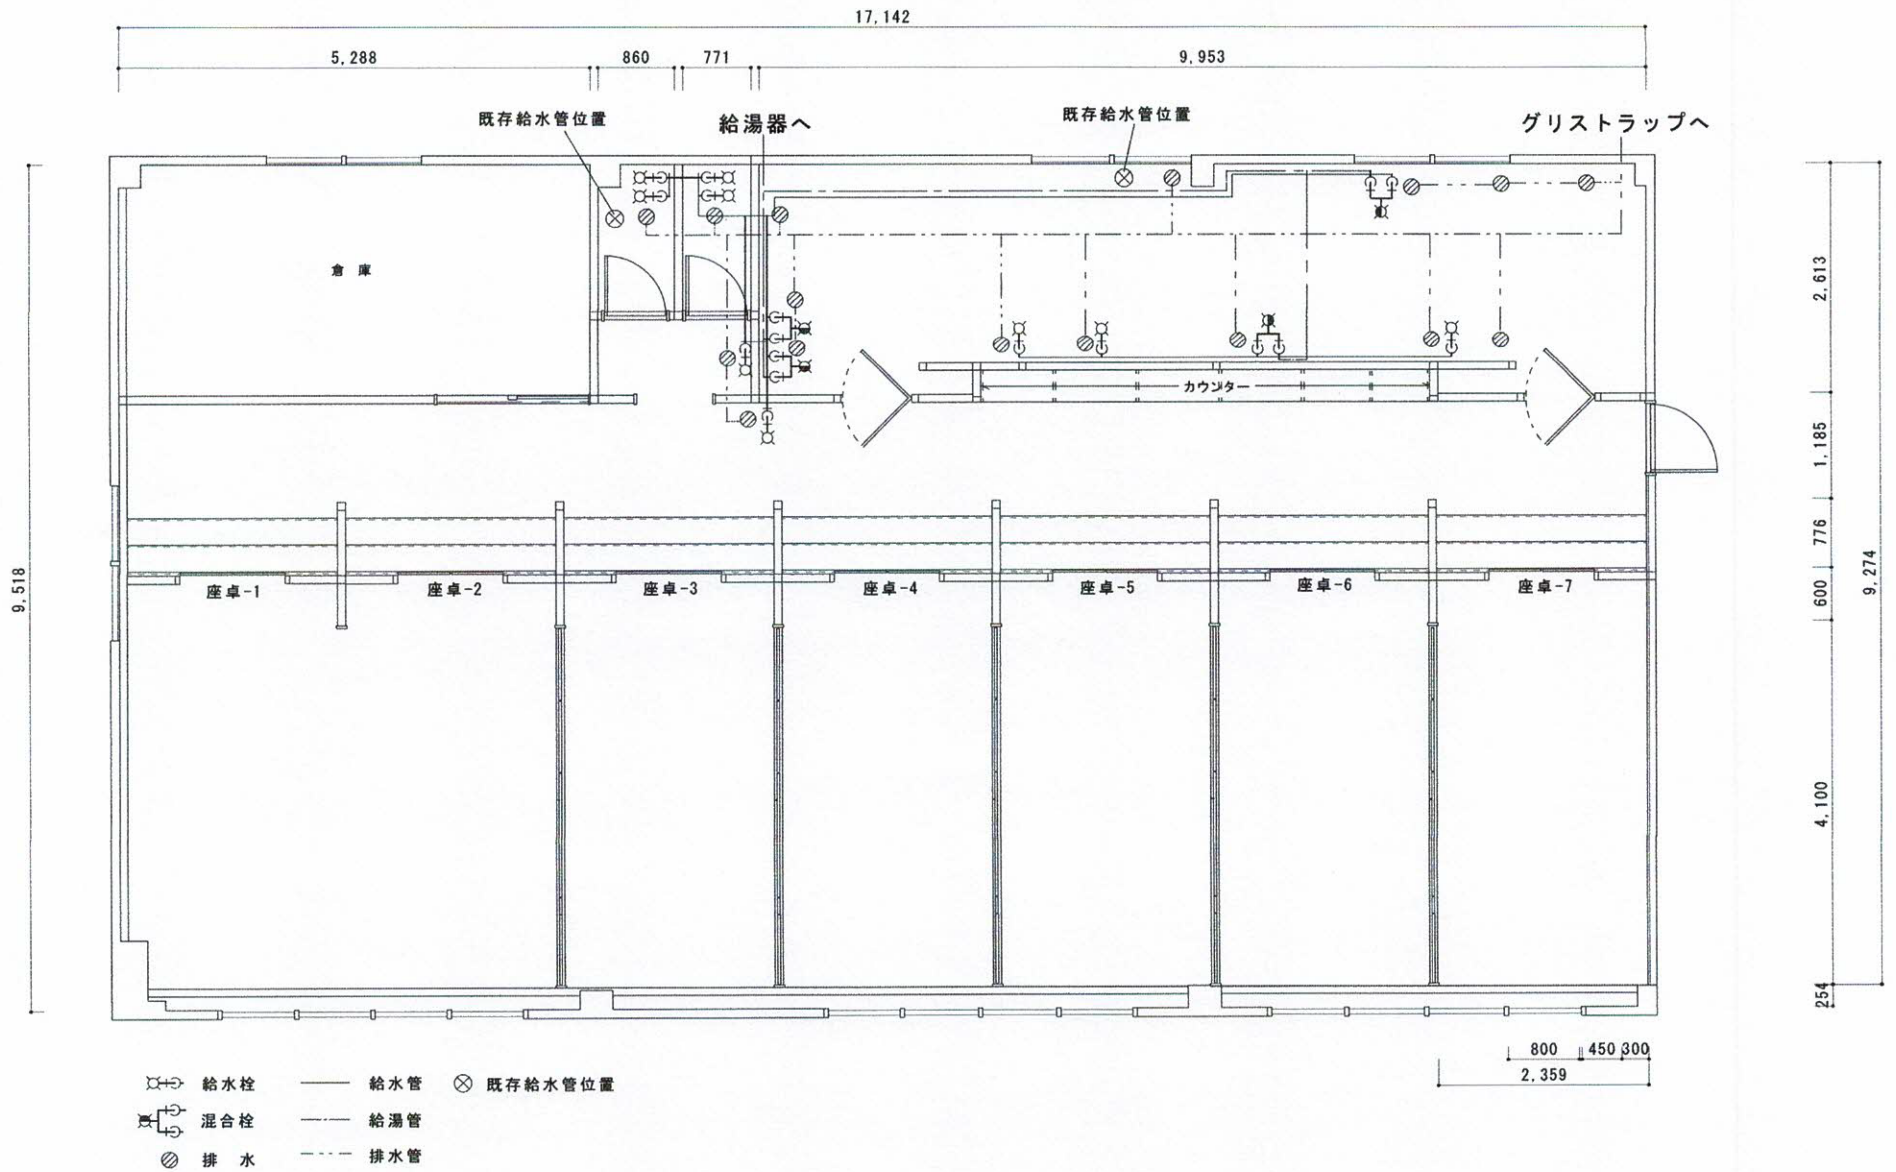 17,142
5,288
860
771
9,953
既存給水管位置
給湯器へ
既存給水管位置
グリストラップへ
倉庫
カウンター
2,613
1,185
776
600
4,100
254
9,274
9,518
座卓-1
座卓-2
座卓-3
座卓-4
座卓-5
座卓-6
座卓-7
800
450
300
2,359
給水栓
給水管
既存給水管位置
混合栓
給湯管
排 水
排水管